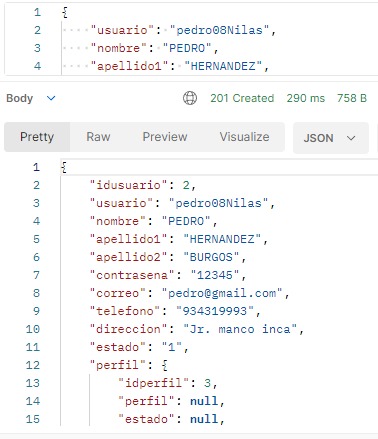 1 {
2 "usuario": "pedro08Nilas",
3 "nombre": "PEDRO",
4 "apellido1": "HERNANDEZ",
Body 201 Created 290 ms 758 B
Pretty Raw Preview Visualize JSON
1 {
2 "idusuario": 2,
3 "usuario": "pedro08Nilas",
4 "nombre": "PEDRO",
5 "apellido1": "HERNANDEZ",
6 "apellido2": "BURGOS",
7 "contrasena": "12345",
8 "correo": "pedro@gmail.com",
9 "telefono": "934319993",
10 "direccion": "Jr. manco inca",
11 "estado": "1",
12 "perfil": {
13 "idperfil": 3,
14 "perfil": null,
15 "estado": null,